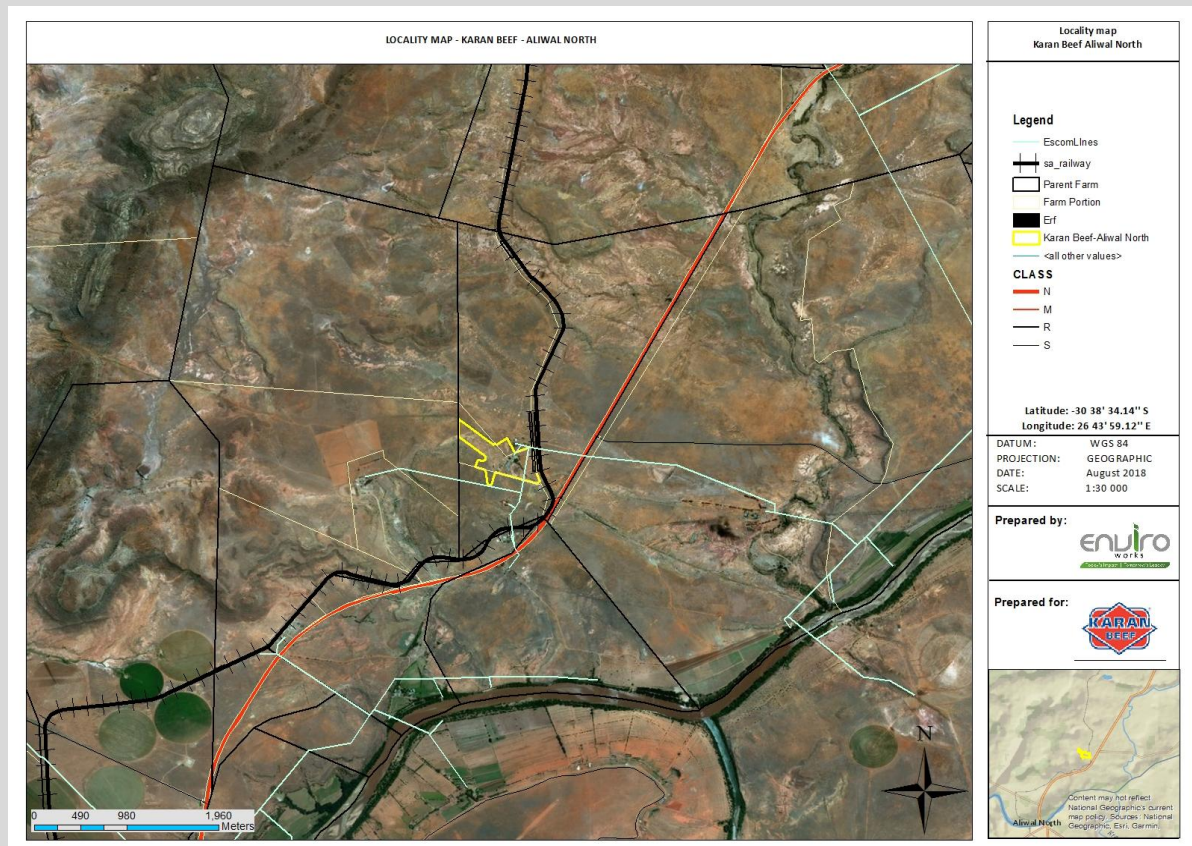 LOCALITY MAP - KARAN BEEF - ALIWAL NORTH
N
0 490 980 1,960
Meters
Locality map
Karan Beef Aliwal North
Legend
EscomLInes
sa_railway
Parent Farm
Farm Portion
Erf
Karan Beef-Aliwal North
<all other values>
CLASS
N
M
R
S
Latitude: -30 38' 34.14'' S
Longitude: 26 43' 59.12'' E
DATUM: WGS 84
PROJECTION: GEOGRAPHIC
DATE: August 2018
SCALE: 1:30 000
Prepared by:
enviro
works
Prepared for:
KARAN
BEEF
Content may not reflect
National Geographic's current
map policy. Sources: National
Geographic, Esri, Garmin,
Aliwal North